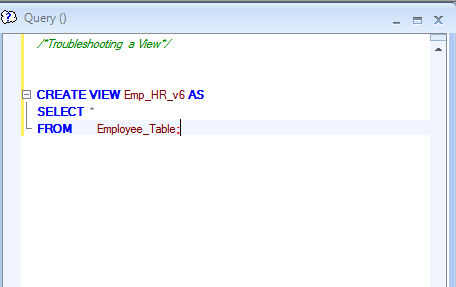 Query ()
/*Troubleshooting a View*/
CREATE VIEW Emp_HR_v6 AS
SELECT *
FROM Employee_Table;